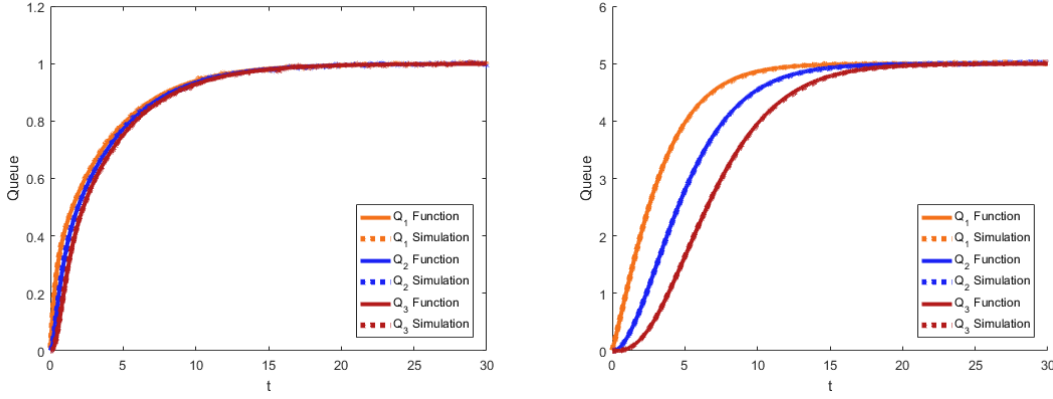 1.2
1
0.8
0.6
0.4
0.2
0
Queue
0
5
10
15
20
25
30
t
Q1 Function
Q1 Simulation
Q2 Function
Q2 Simulation
Q3 Function
Q3 Simulation
6
5
4
3
2
1
0
Queue
0
5
10
15
20
25
30
t
Q1 Function
Q1 Simulation
Q2 Function
Q2 Simulation
Q3 Function
Q3 Simulation